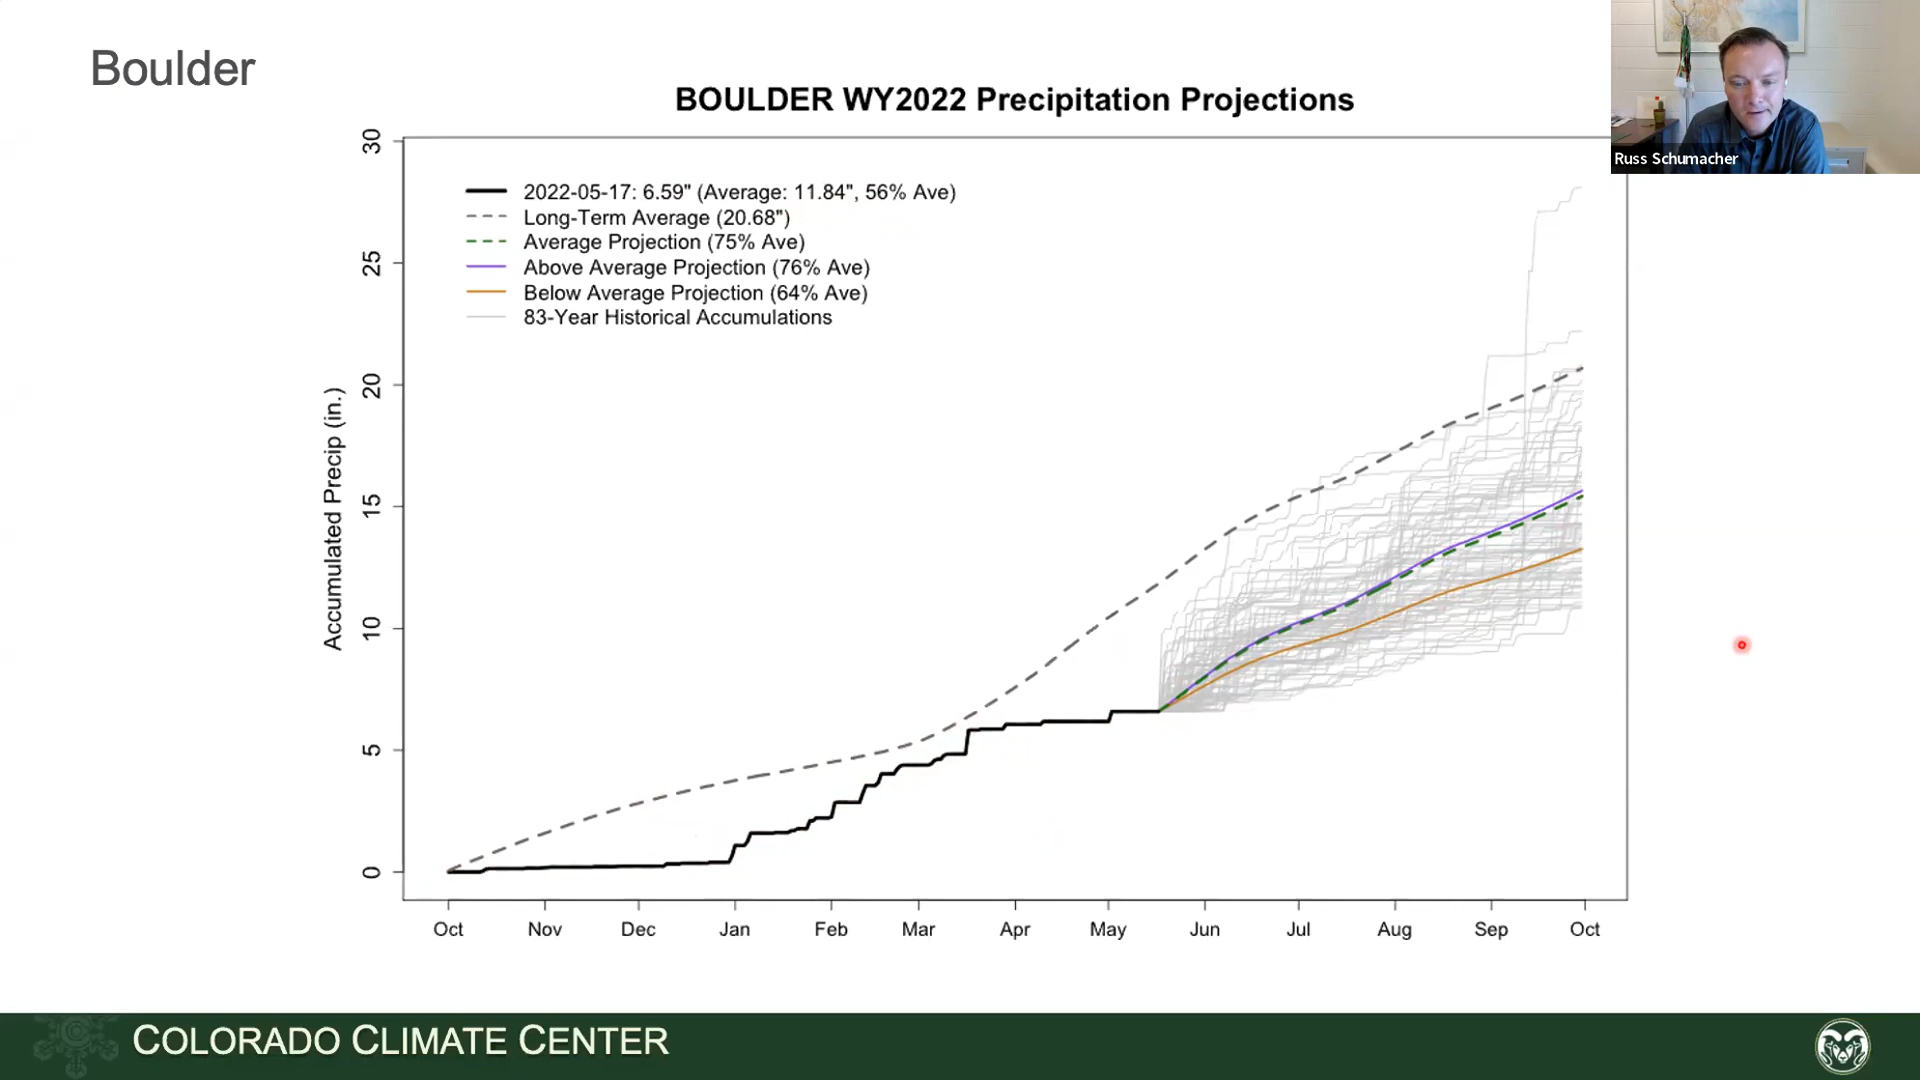 Boulder
BOULDER WY2022 Precipitation Projections
Russ Schumacher
2022-05-17: 6.59" (Average: 11.84", 56% Ave)
Long-Term Average (20.68")
Average Projection (75% Ave)
Above Average Projection (76% Ave)
Below Average Projection (64% Ave)
83-Year Historical Accumulations
Accumulated Precip (in.)
30
25
20
15
10
5
0
Oct Nov Dec Jan Feb Mar Apr May Jun Jul Aug Sep Oct
COLORADO CLIMATE CENTER